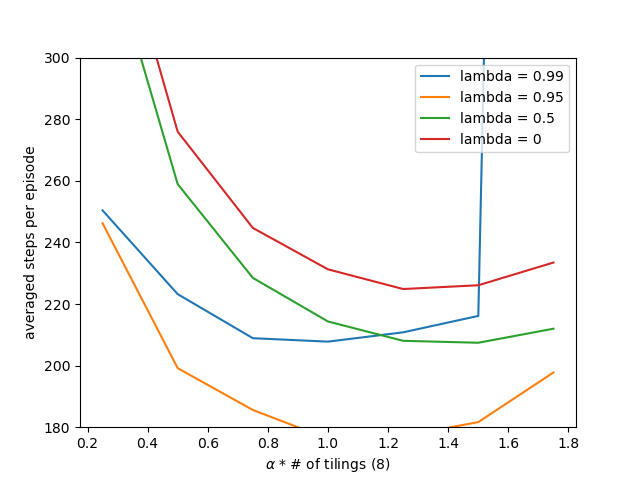 300
280
260
240
220
200
180
averaged steps per episode
lambda = 0.99
lambda = 0.95
lambda = 0.5
lambda = 0
0.2 0.4 0.6 0.8 1.0 1.2 1.4 1.6 1.8
α * # of tilings (8)